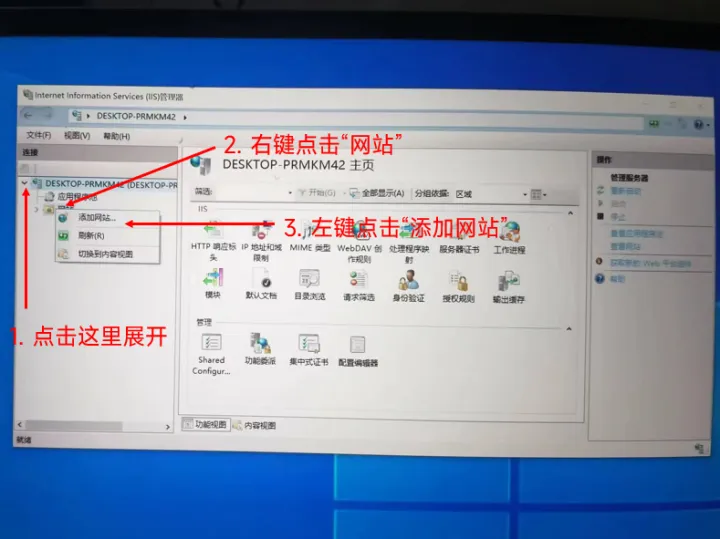 Internet Information Services (IIS)管理器
DESKTOP-PRMKM42
文件(F) 视图(V) 帮助(H)
连接
DESKTOP-PRMKM42 (DESKTOP-PR
应用程序池
网站
添加网站...
刷新(R)
切换到内容视图
1. 点击这里展开
2. 右键点击“网站”
3. 左键点击“添加网站”
DESKTOP-PRMKM42 主页
筛选: 开始(G) 全部显示(A) 分组依据: 区域
IIS
HTTP 响应标头 IP 地址和域限制 MIME 类型 WebDAV 创作规则 处理程序映射 服务器证书 工作进程
模块 默认文档 目录浏览 请求筛选 身份验证 授权规则 输出缓存
管理
Shared Configur... 功能委派 集中式证书 配置编辑器
功能视图 内容视图
就绪
操作
管理服务器
重新启动
启动
停止
查看应用程序池
查看网站
获取新的 Web 平台组件
帮助